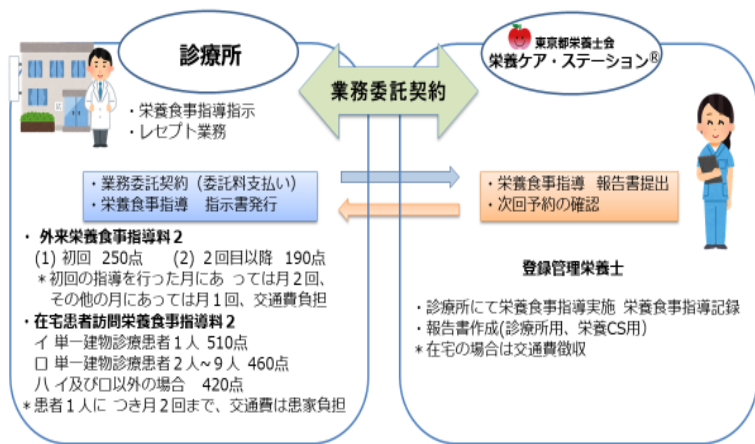 診療所
・栄養食事指導指示
・レセプト業務
業務委託契約
東京都栄養士会
栄養ケア・ステーション®
・業務委託契約（委託料支払い）
・栄養食事指導　指示書発行
・栄養食事指導　報告書提出
・次回予約の確認
・ 外来栄養食事指導料２
(1) 初回　250点　　(2) ２回目以降　190点
＊初回の指導を行った月にあ っては月２回、
その他の月にあっては月１回、交通費負担
・在宅患者訪問栄養食事指導料２
イ 単一建物診療患者１人 510点
ロ 単一建物診療患者２人～９人 460点
ハ イ及びロ以外の場合　420点
＊患者１人に つき月２回まで、交通費は患家負担
登録管理栄養士
・診療所にて栄養食事指導実施 栄養食事指導記録
・報告書作成(診療所用、栄養CS用)
＊在宅の場合は交通費徴収